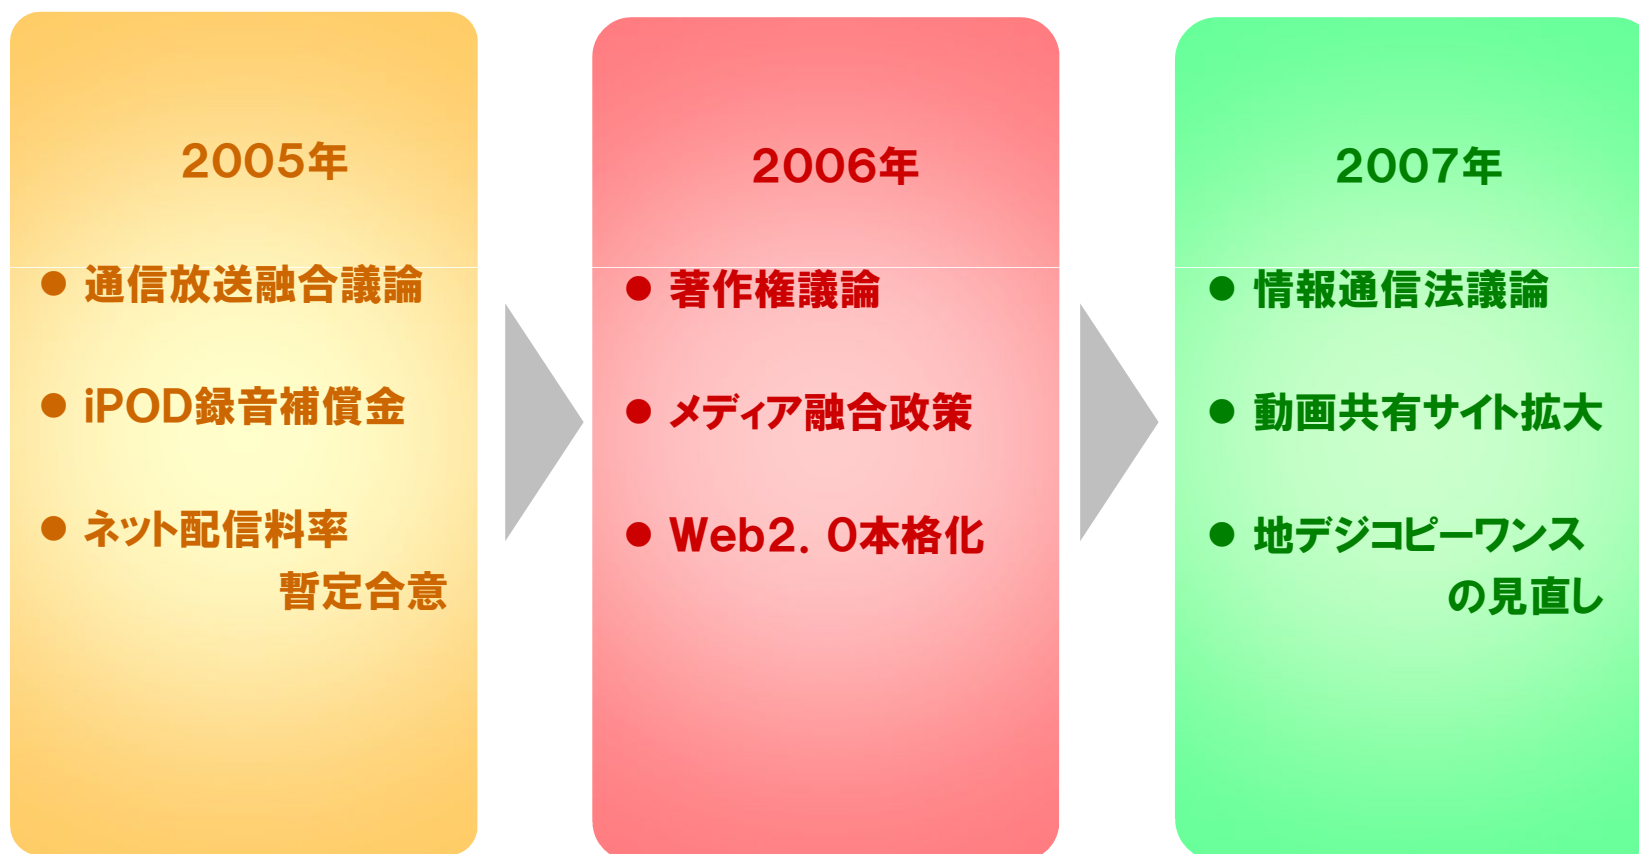 2005年
● 通信放送融合議論
● iPOD録音補償金
● ネット配信料率
暫定合意
2006年
● 著作権議論
● メディア融合政策
● Web2.0本格化
2007年
● 情報通信法議論
● 動画共有サイト拡大
● 地デジコピーワンス
の見直し